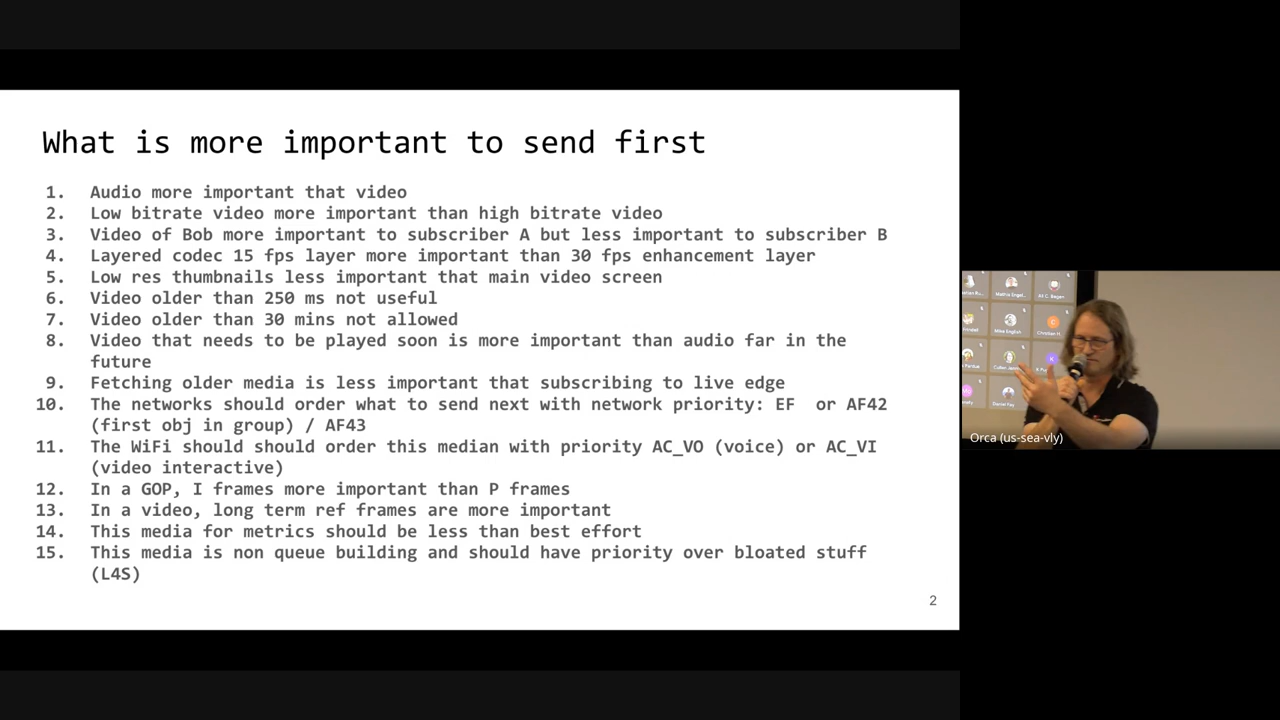 What is more important to send first
1. Audio more important that video
2. Low bitrate video more important than high bitrate video
3. Video of Bob more important to subscriber A but less important to subscriber B
4. Layered codec 15 fps layer more important than 30 fps enhancement layer
5. Low res thumbnails less important that main video screen
6. Video older than 250 ms not useful
7. Video older than 30 mins not allowed
8. Video that needs to be played soon is more important than audio far in the
future
9. Fetching older media is less important that subscribing to live edge
10. The networks should order what to send next with network priority: EF or AF42
(first obj in group) / AF43
11. The WiFi should should order this median with priority AC_VO (voice) or AC_VI
(video interactive)
12. In a GOP, I frames more important than P frames
13. In a video, long term ref frames are more important
14. This media for metrics should be less than best effort
15. This media is non queue building and should have priority over bloated stuff
(L4S)
2
Mike English
Orca (us-sea-vly)